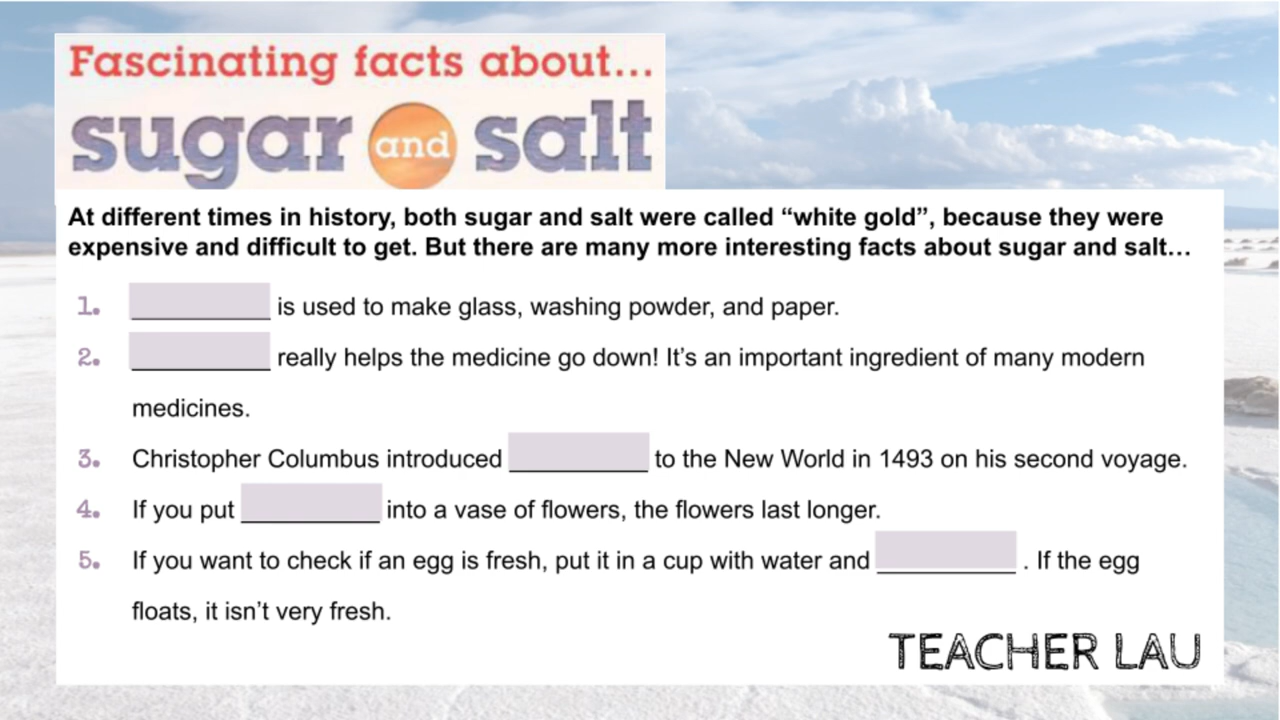 Fascinating facts about...
sugar and salt
At different times in history, both sugar and salt were called “white gold”, because they were
expensive and difficult to get. But there are many more interesting facts about sugar and salt…
1. __________ is used to make glass, washing powder, and paper.
2. __________ really helps the medicine go down! It’s an important ingredient of many modern
medicines.
3. Christopher Columbus introduced __________ to the New World in 1493 on his second voyage.
4. If you put __________ into a vase of flowers, the flowers last longer.
5. If you want to check if an egg is fresh, put it in a cup with water and __________ . If the egg
floats, it isn’t very fresh.
TEACHER LAU